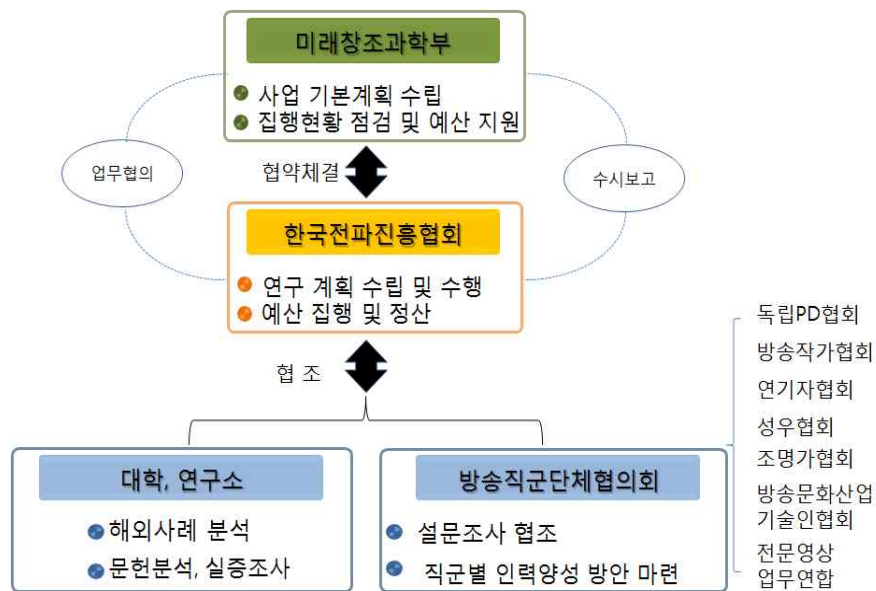 미래창조과학부
사업 기본계획 수립
집행현황 점검 및 예산 지원
업무협의
협약체결
수시보고
한국전파진흥협회
연구 계획 수립 및 수행
예산 집행 및 정산
협 조
대학, 연구소
해외사례 분석
문헌분석, 실증조사
방송직군단체협의회
설문조사 협조
직군별 인력양성 방안 마련
독립PD협회
방송작가협회
연기자협회
성우협회
조명가협회
방송문화산업
기술인협회
전문영상
업무연합